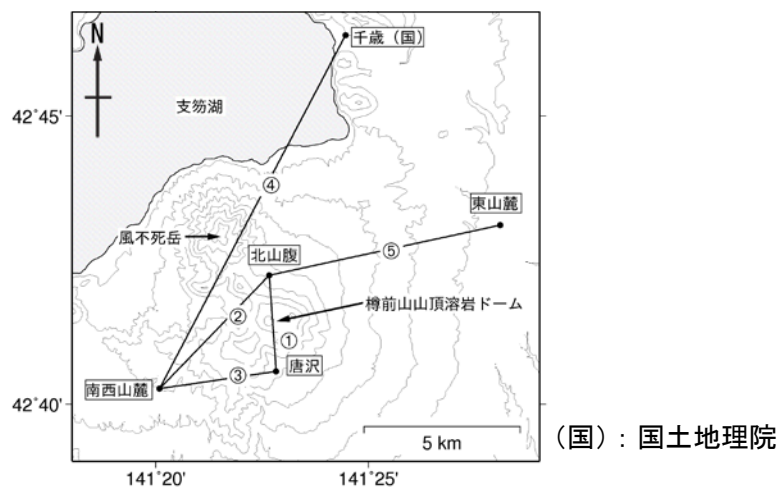 N
千歳（国）
42˚45'
支笏湖
④
東山麓
風不死岳
北山腹
⑤
②
樽前山山頂溶岩ドーム
①
唐沢
③
南西山麓
42˚40'
5 km
（国）：国土地理院
141˚20'
141˚25'